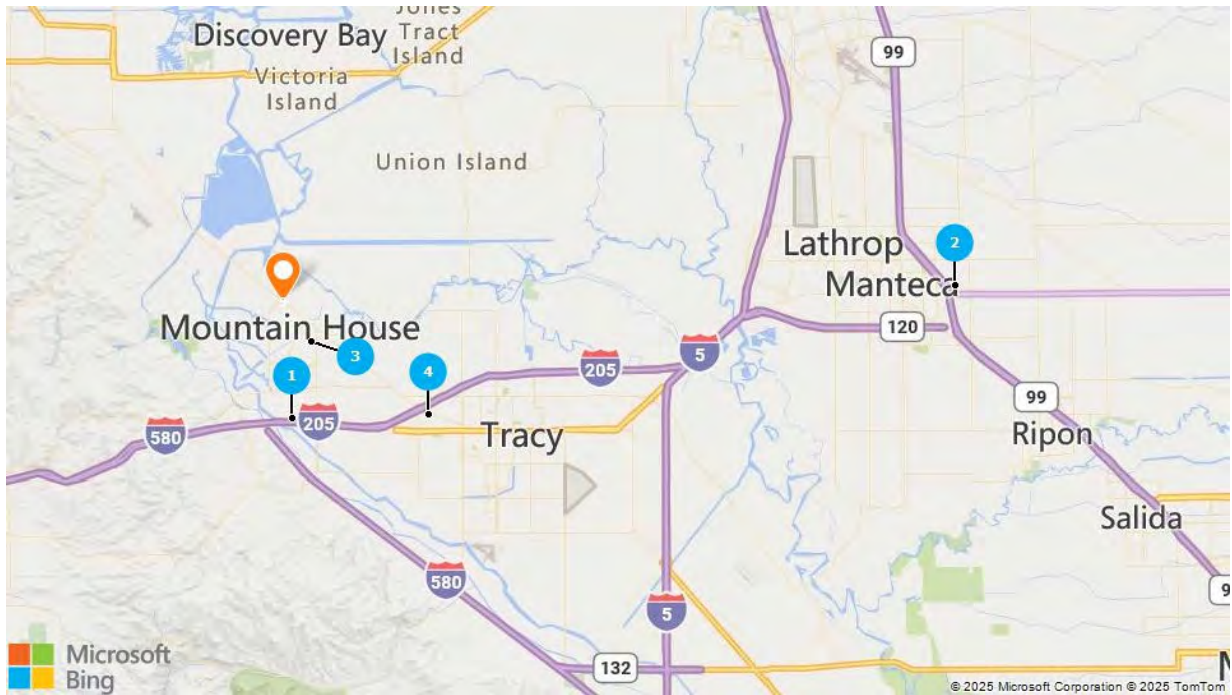 Jones
Tract
Island
Discovery Bay
Victoria
Island
99
Union Island
Lathrop
2
Manteca
Mountain House
3
120
5
205
1
4
99
205
580
Tracy
Ripon
Salida
580
5
132
Microsoft
Bing
© 2025 Microsoft Corporation © 2025 TomTom